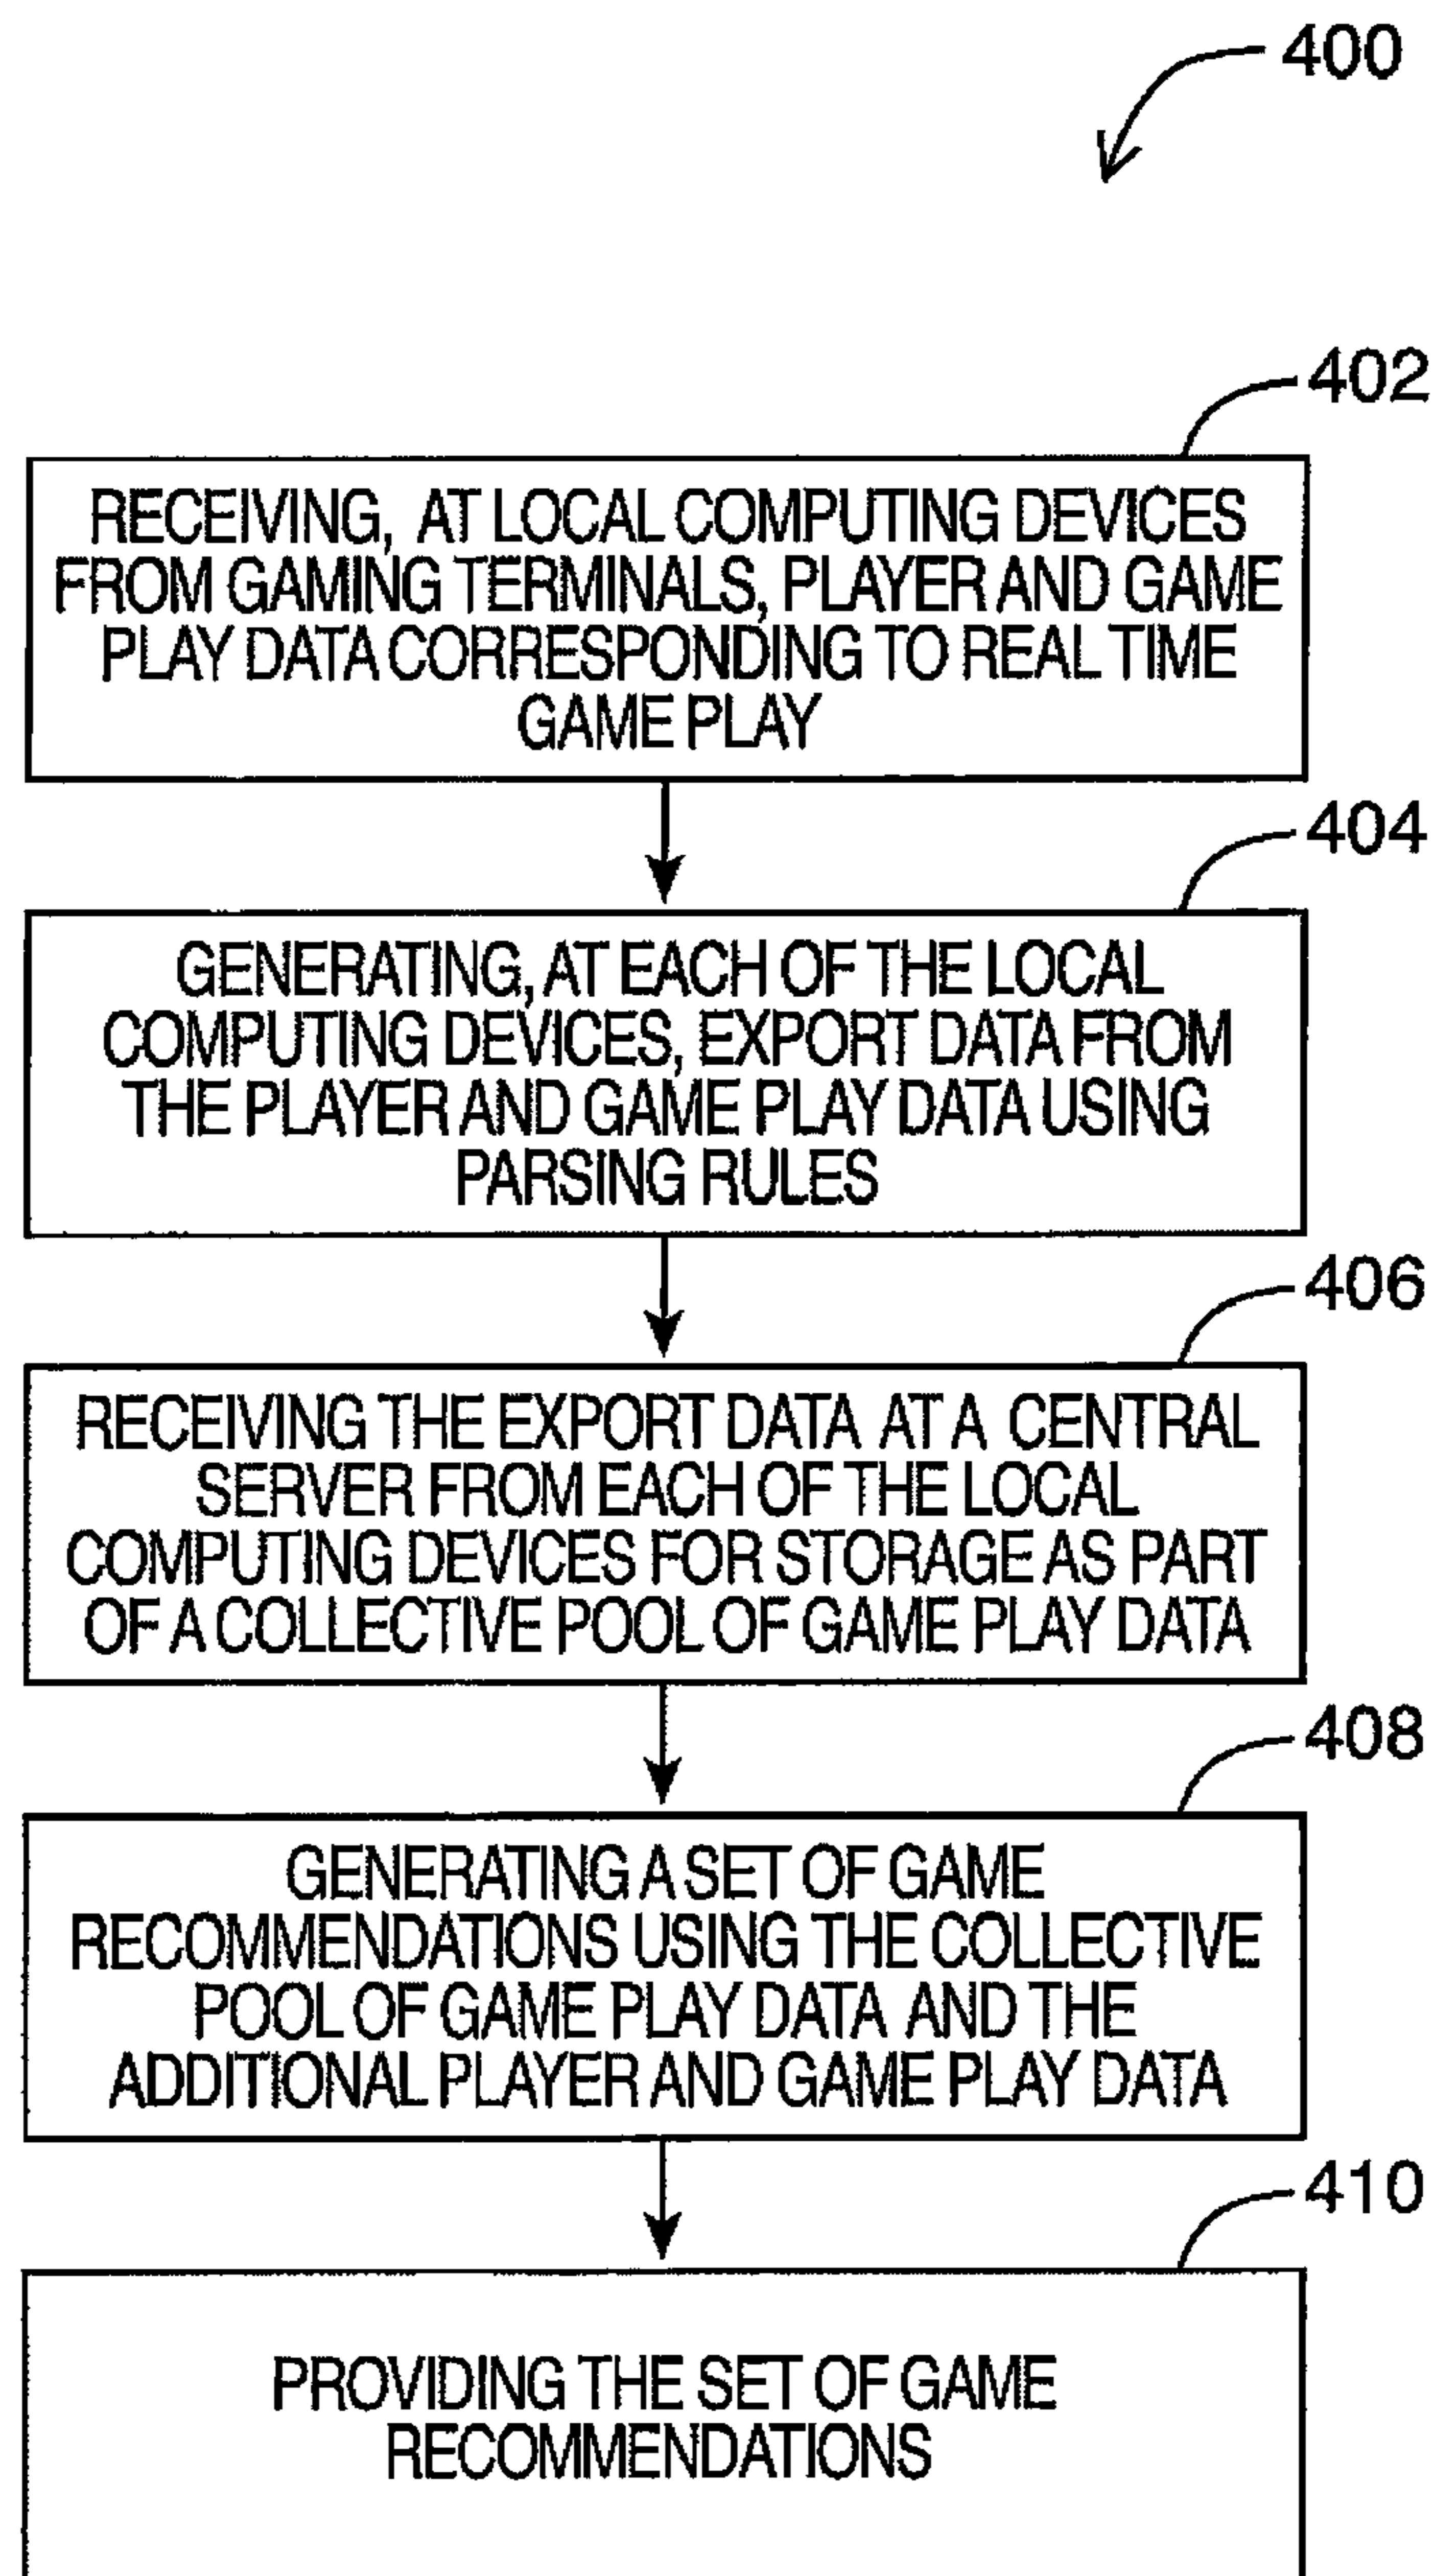 400
402
RECEIVING, AT LOCAL COMPUTING DEVICES
FROM GAMING TERMINALS, PLAYER AND GAME
PLAY DATA CORRESPONDING TO REAL TIME
GAME PLAY
404
GENERATING, AT EACH OF THE LOCAL
COMPUTING DEVICES, EXPORT DATA FROM
THE PLAYER AND GAME PLAY DATA USING
PARSING RULES
406
RECEIVING THE EXPORT DATA AT A CENTRAL
SERVER FROM EACH OF THE LOCAL
COMPUTING DEVICES FOR STORAGE AS PART
OF A COLLECTIVE POOL OF GAME PLAY DATA
408
GENERATING A SET OF GAME
RECOMMENDATIONS USING THE COLLECTIVE
POOL OF GAME PLAY DATA AND THE
ADDITIONAL PLAYER AND GAME PLAY DATA
410
PROVIDING THE SET OF GAME
RECOMMENDATIONS